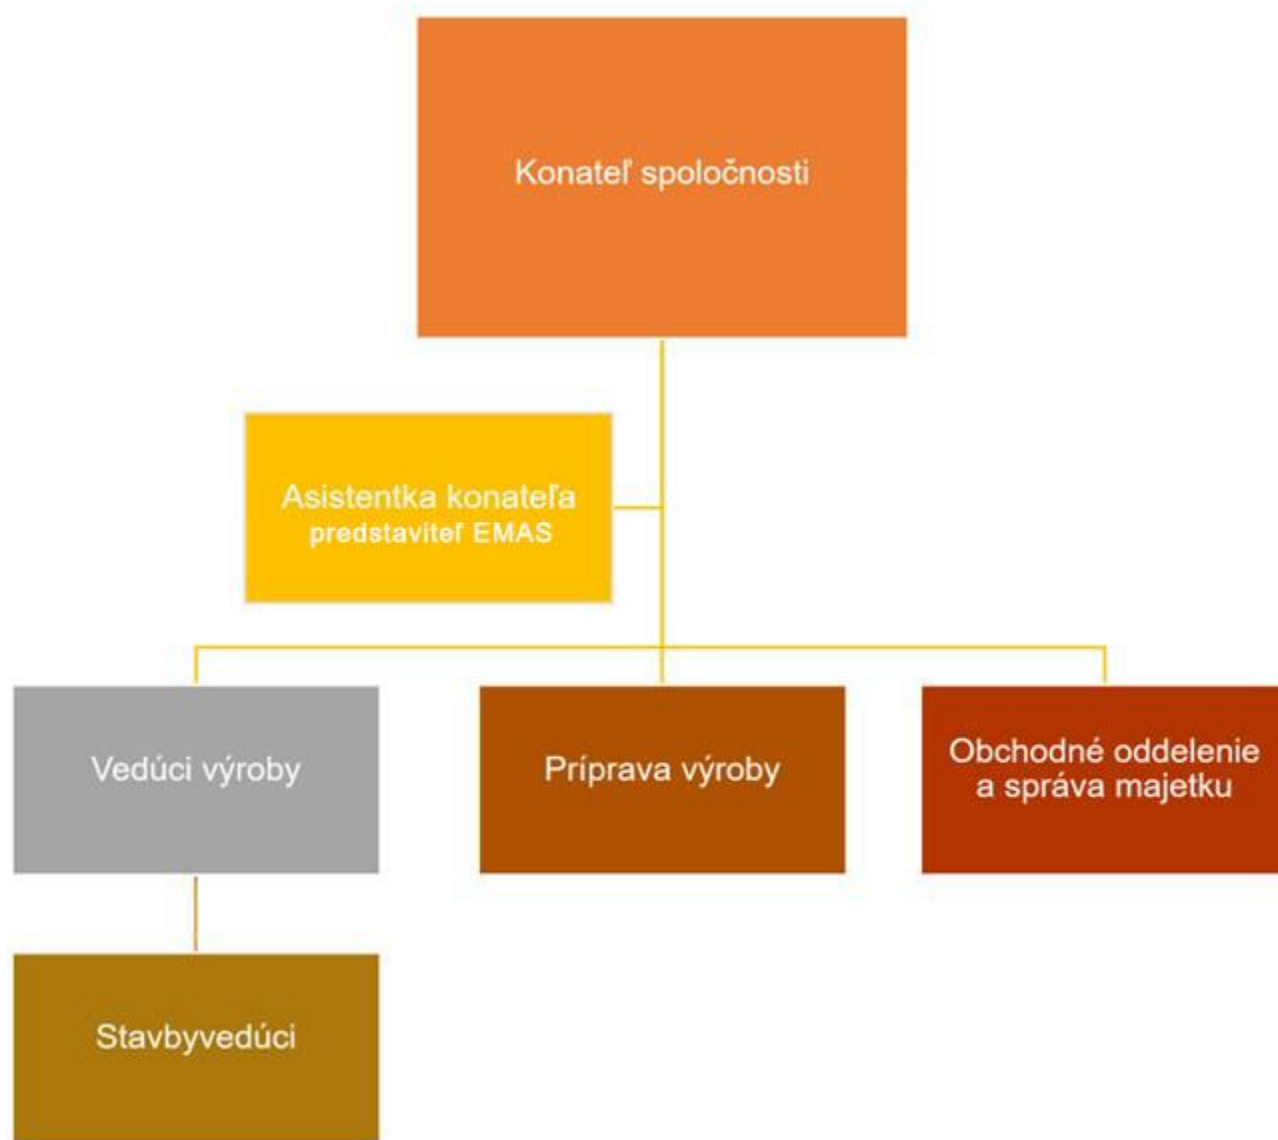 Konateľ spoločnosti
Asistentka konateľa
predstaviteľ EMAS
Vedúci výroby
Príprava výroby
Obchodné oddelenie
a správa majetku
Stavbyvedúci